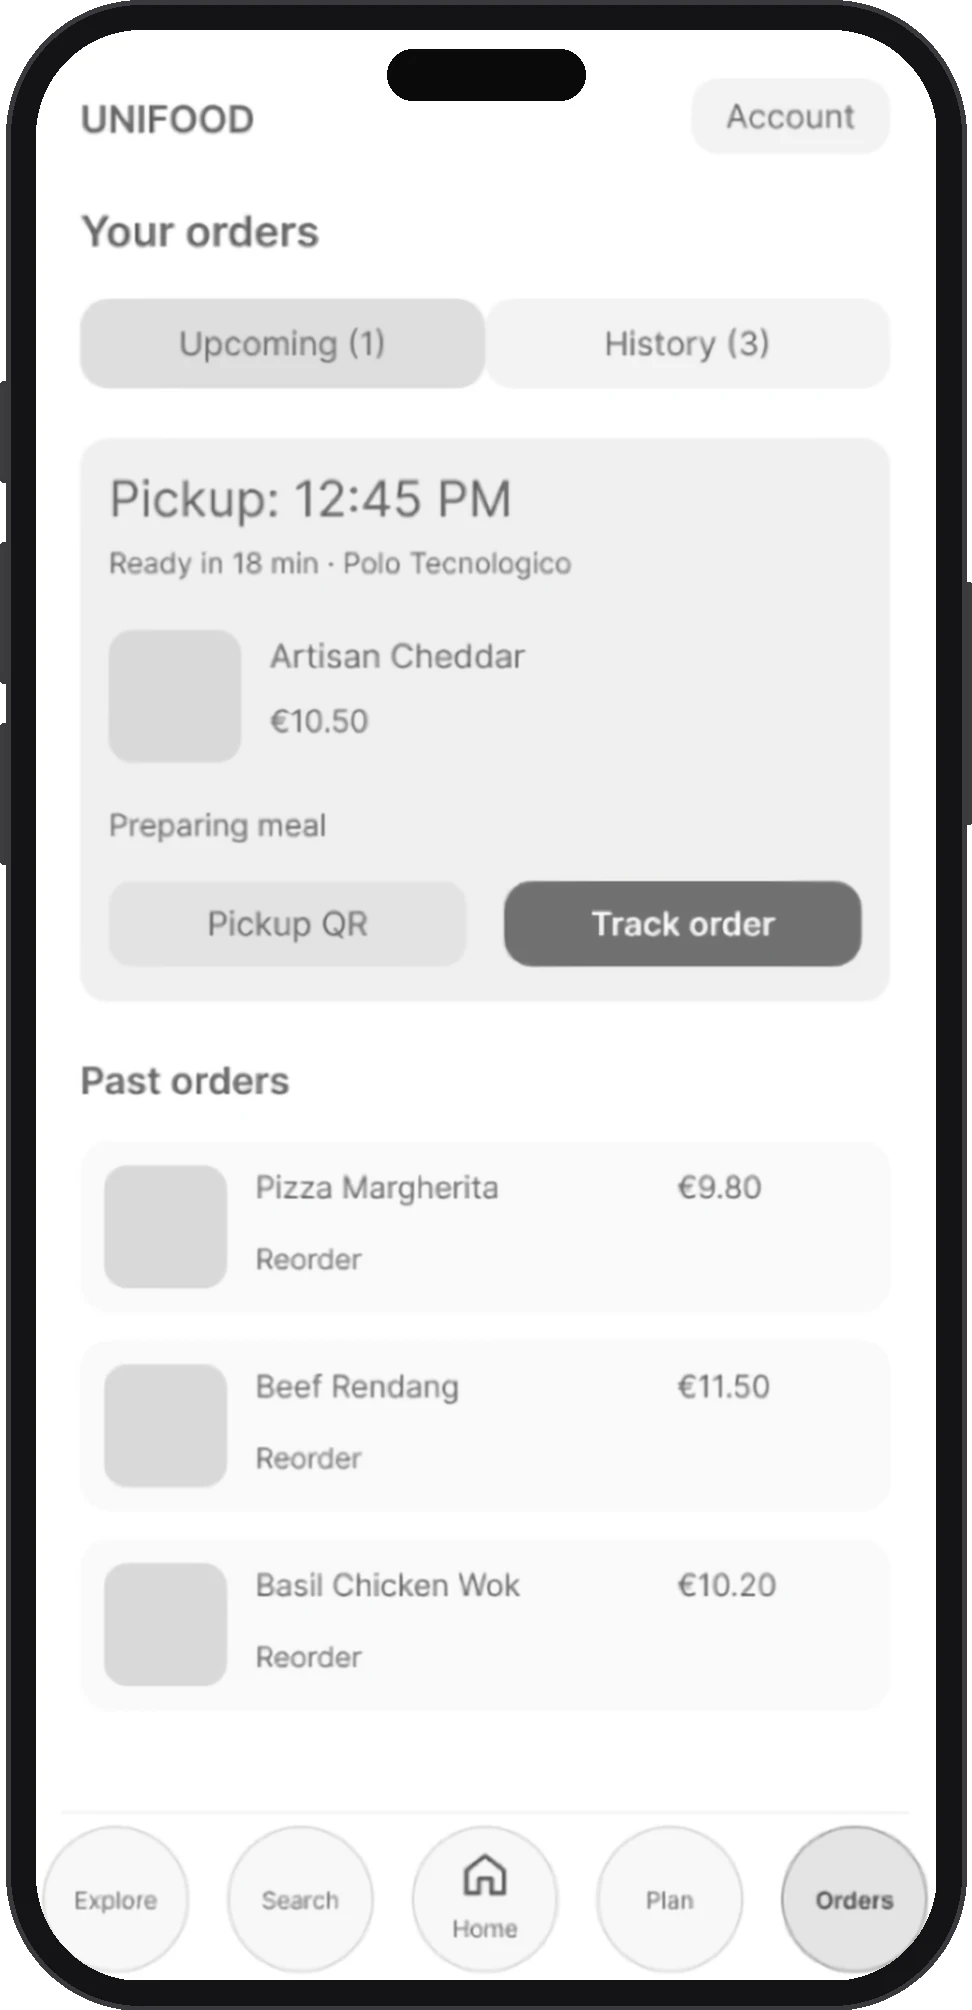 UNIFOOD
Account
Your orders
Upcoming (1)
History (3)
Pickup: 12:45 PM
Ready in 18 min · Polo Tecnologico
Artisan Cheddar
€10.50
Preparing meal
Pickup QR
Track order
Past orders
Pizza Margherita
€9.80
Reorder
Beef Rendang
€11.50
Reorder
Basil Chicken Wok
€10.20
Reorder
Explore
Search
Home
Plan
Orders